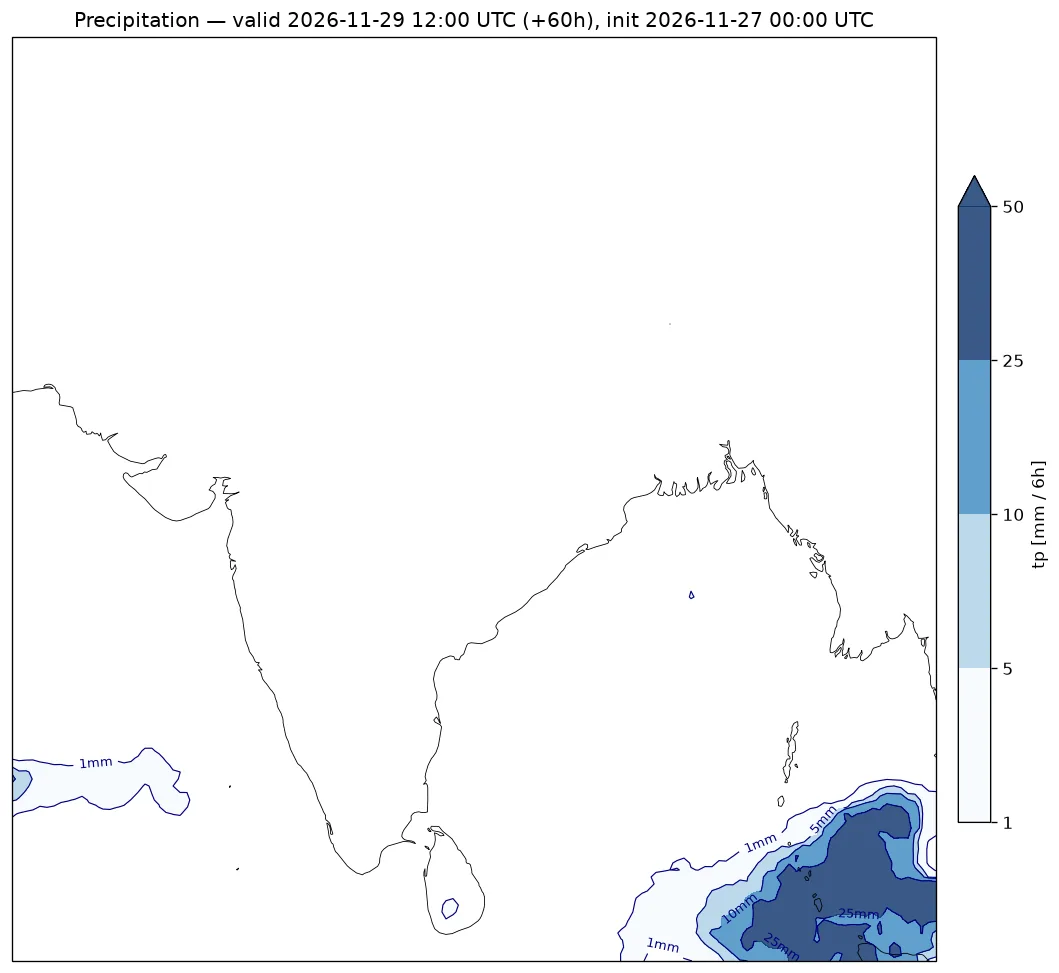 Precipitation — valid 2026-11-29 12:00 UTC (+60h), init 2026-11-27 00:00 UTC
50
25
10
5
1
tp [mm / 6h]
1mm
5mm
1mm
10mm
25mm
1mm
25mm